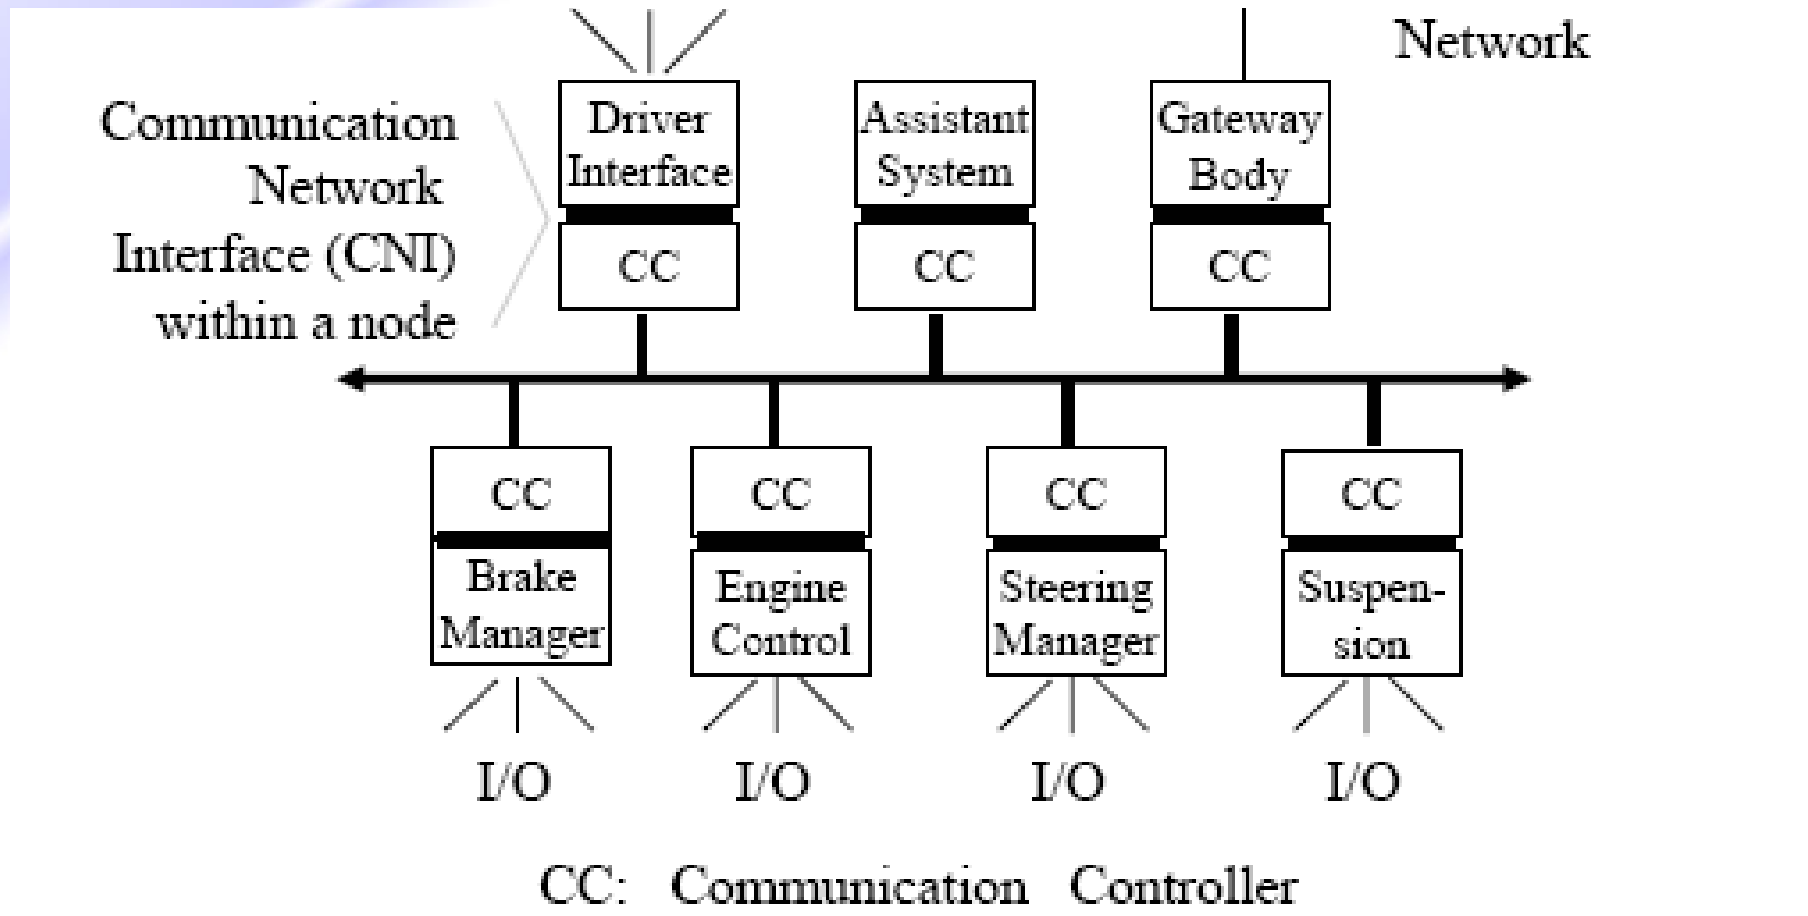 Network
Communication
Network
Interface (CNI)
within a node
Driver
Interface
CC
Assistant
System
CC
Gateway
Body
CC
CC
Brake
Manager
CC
Engine
Control
CC
Steering
Manager
CC
Suspen-
sion
I/O
I/O
I/O
I/O
CC: Communication Controller